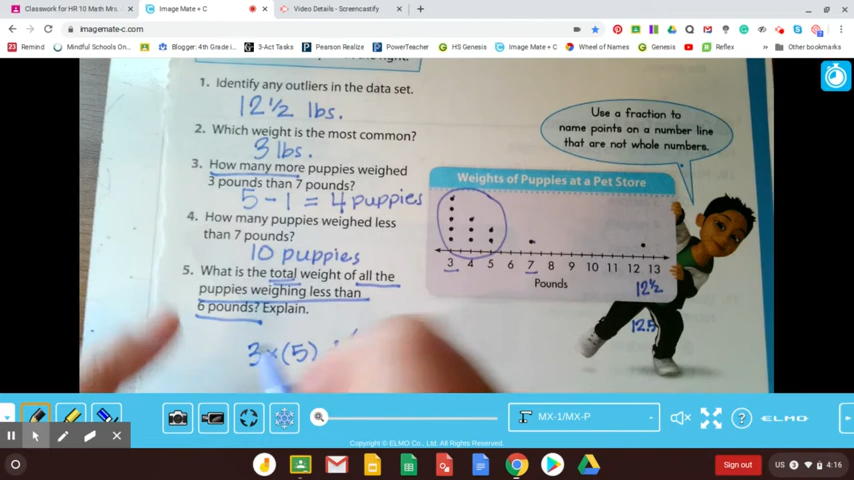 Classwork for HR 10 Math Mrs.
Image Mate + C
Video Details - Screencastify
imagemate-c.com
Remind
Mindful Schools On...
Blogger: 4th Grade i...
3-Act Tasks
Pearson Realize
PowerTeacher
HS Genesis
Image Mate + C
Wheel of Names
Genesis
Reflex
Other bookmarks
1. Identify any outliers in the data set.
12 1/2 lbs.
2. Which weight is the most common?
3 lbs.
3. How many more puppies weighed
3 pounds than 7 pounds?
5 - 1 = 4 puppies
4. How many puppies weighed less
than 7 pounds?
10 puppies
5. What is the total weight of all the
puppies weighing less than
6 pounds? Explain.
3 × (5)
Use a fraction to
name points on a number line
that are not whole numbers.
Weights of Puppies at a Pet Store
3 4 5 6 7 8 9 10 11 12 13
Pounds
12 1/2
12.5
MX-1/MX-P
ELMO
Copyright © ELMO Co., Ltd. All rights reserved.
Sign out
US
3
4:16